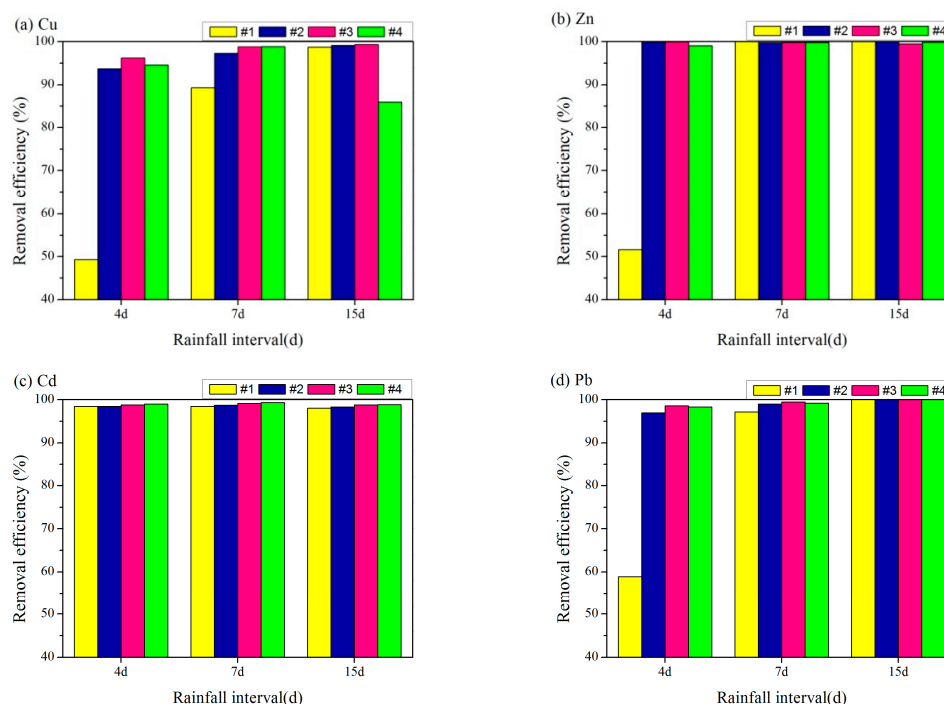 (a) Cu
#1 #2 #3 #4
100
90
80
70
60
50
40
Removal efficiency (%)
4d 7d 15d
Rainfall interval(d)
(b) Zn
#1 #2 #3 #4
100
90
80
70
60
50
40
Removal efficiency (%)
4d 7d 15d
Rainfall interval(d)
(c) Cd
#1 #2 #3 #4
100
90
80
70
60
50
40
Removal efficiency (%)
4d 7d 15d
Rainfall interval(d)
(d) Pb
#1 #2 #3 #4
100
90
80
70
60
50
40
Removal efficiency (%)
4d 7d 15d
Rainfall interval(d)